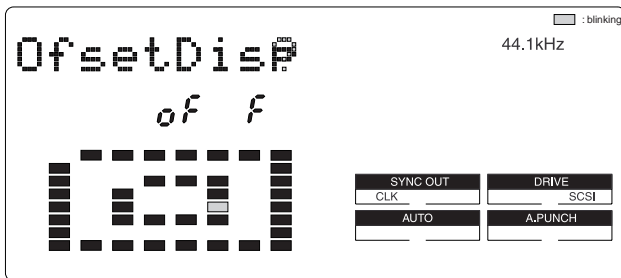 : blinking
OfsetDisp
44.1kHz
oF F
SYNC OUT
DRIVE
CLK
SCSI
AUTO
A.PUNCH